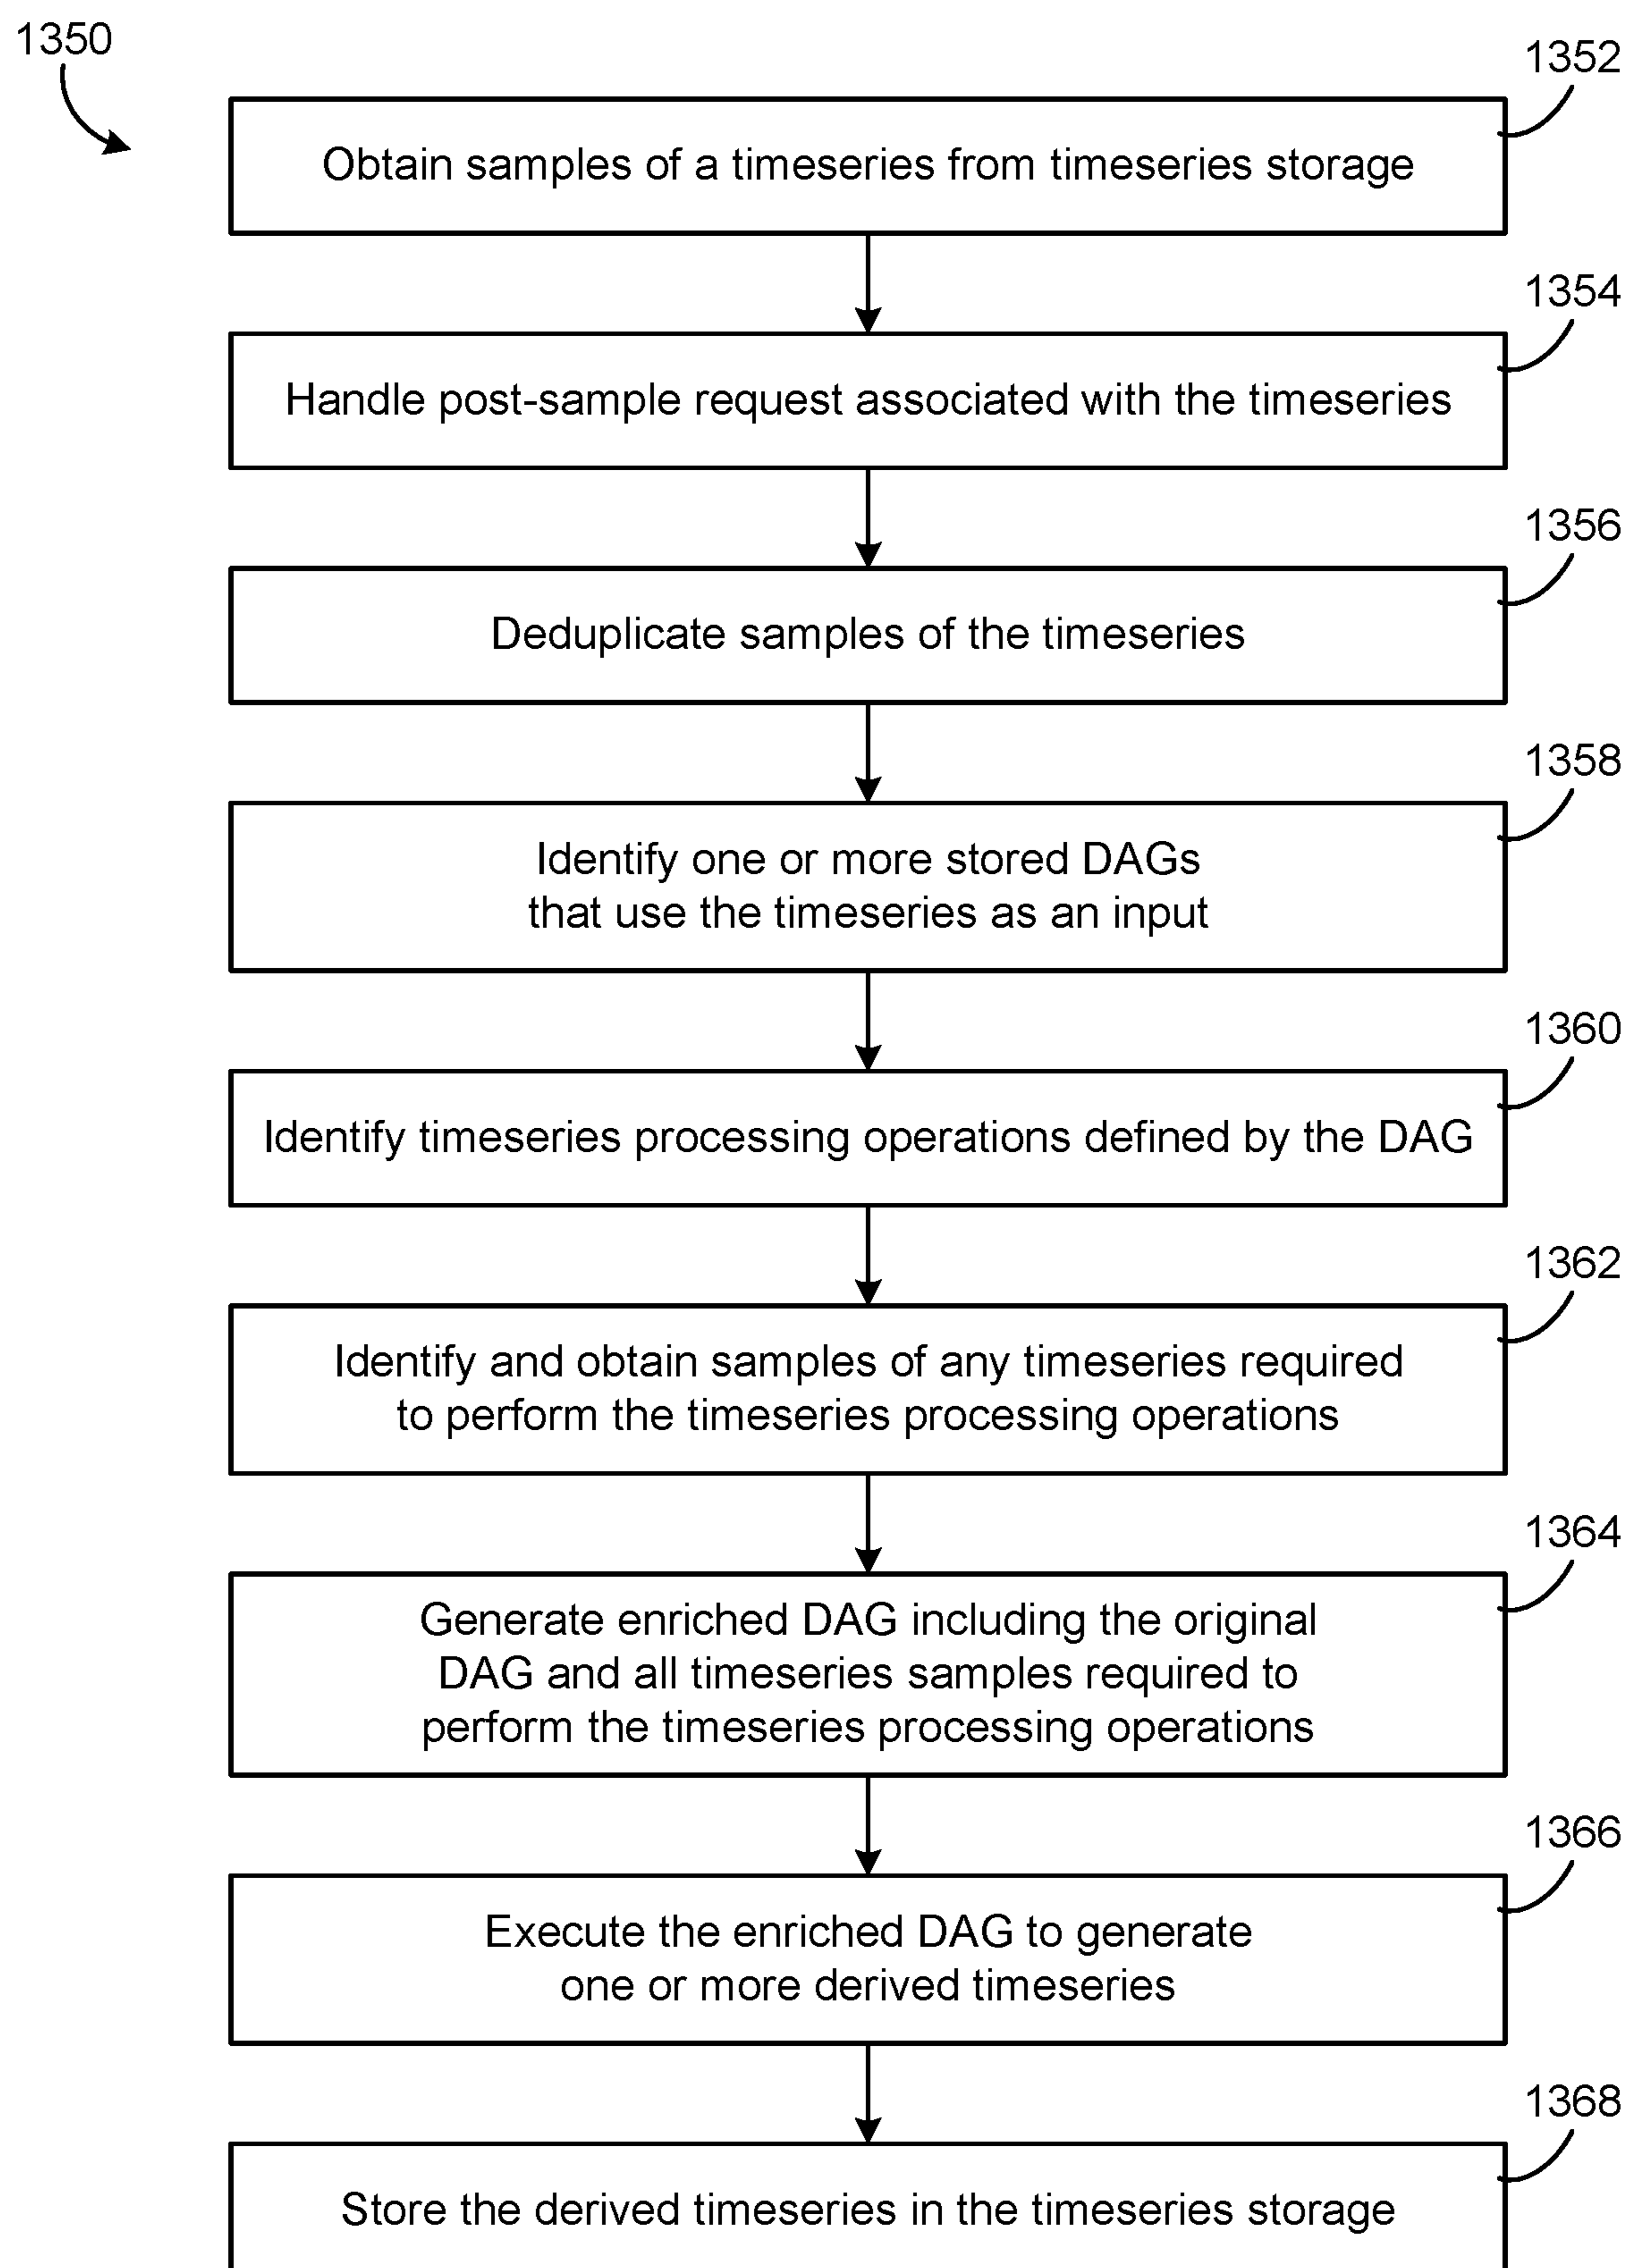 1350
1352
Obtain samples of a timeseries from timeseries storage
1354
Handle post-sample request associated with the timeseries
1356
Deduplicate samples of the timeseries
1358
Identify one or more stored DAGs
that use the timeseries as an input
1360
Identify timeseries processing operations defined by the DAG
1362
Identify and obtain samples of any timeseries required
to perform the timeseries processing operations
1364
Generate enriched DAG including the original
DAG and all timeseries samples required to
perform the timeseries processing operations
1366
Execute the enriched DAG to generate
one or more derived timeseries
1368
Store the derived timeseries in the timeseries storage